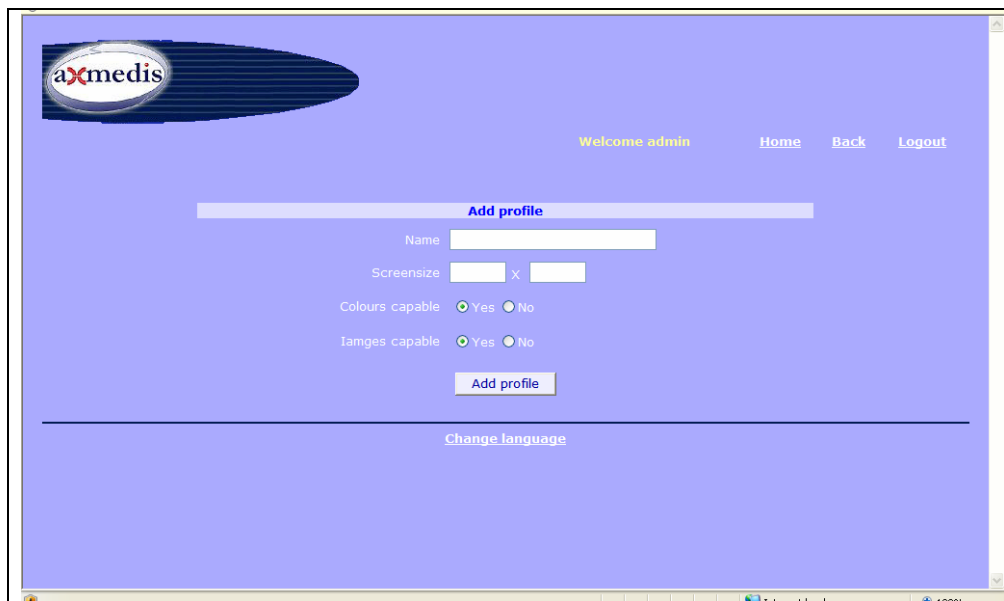 axmedis
Welcome admin Home Back Logout
Add profile
Name
Screensize X
Colours capable Yes No
Iamges capable Yes No
Add profile
Change language